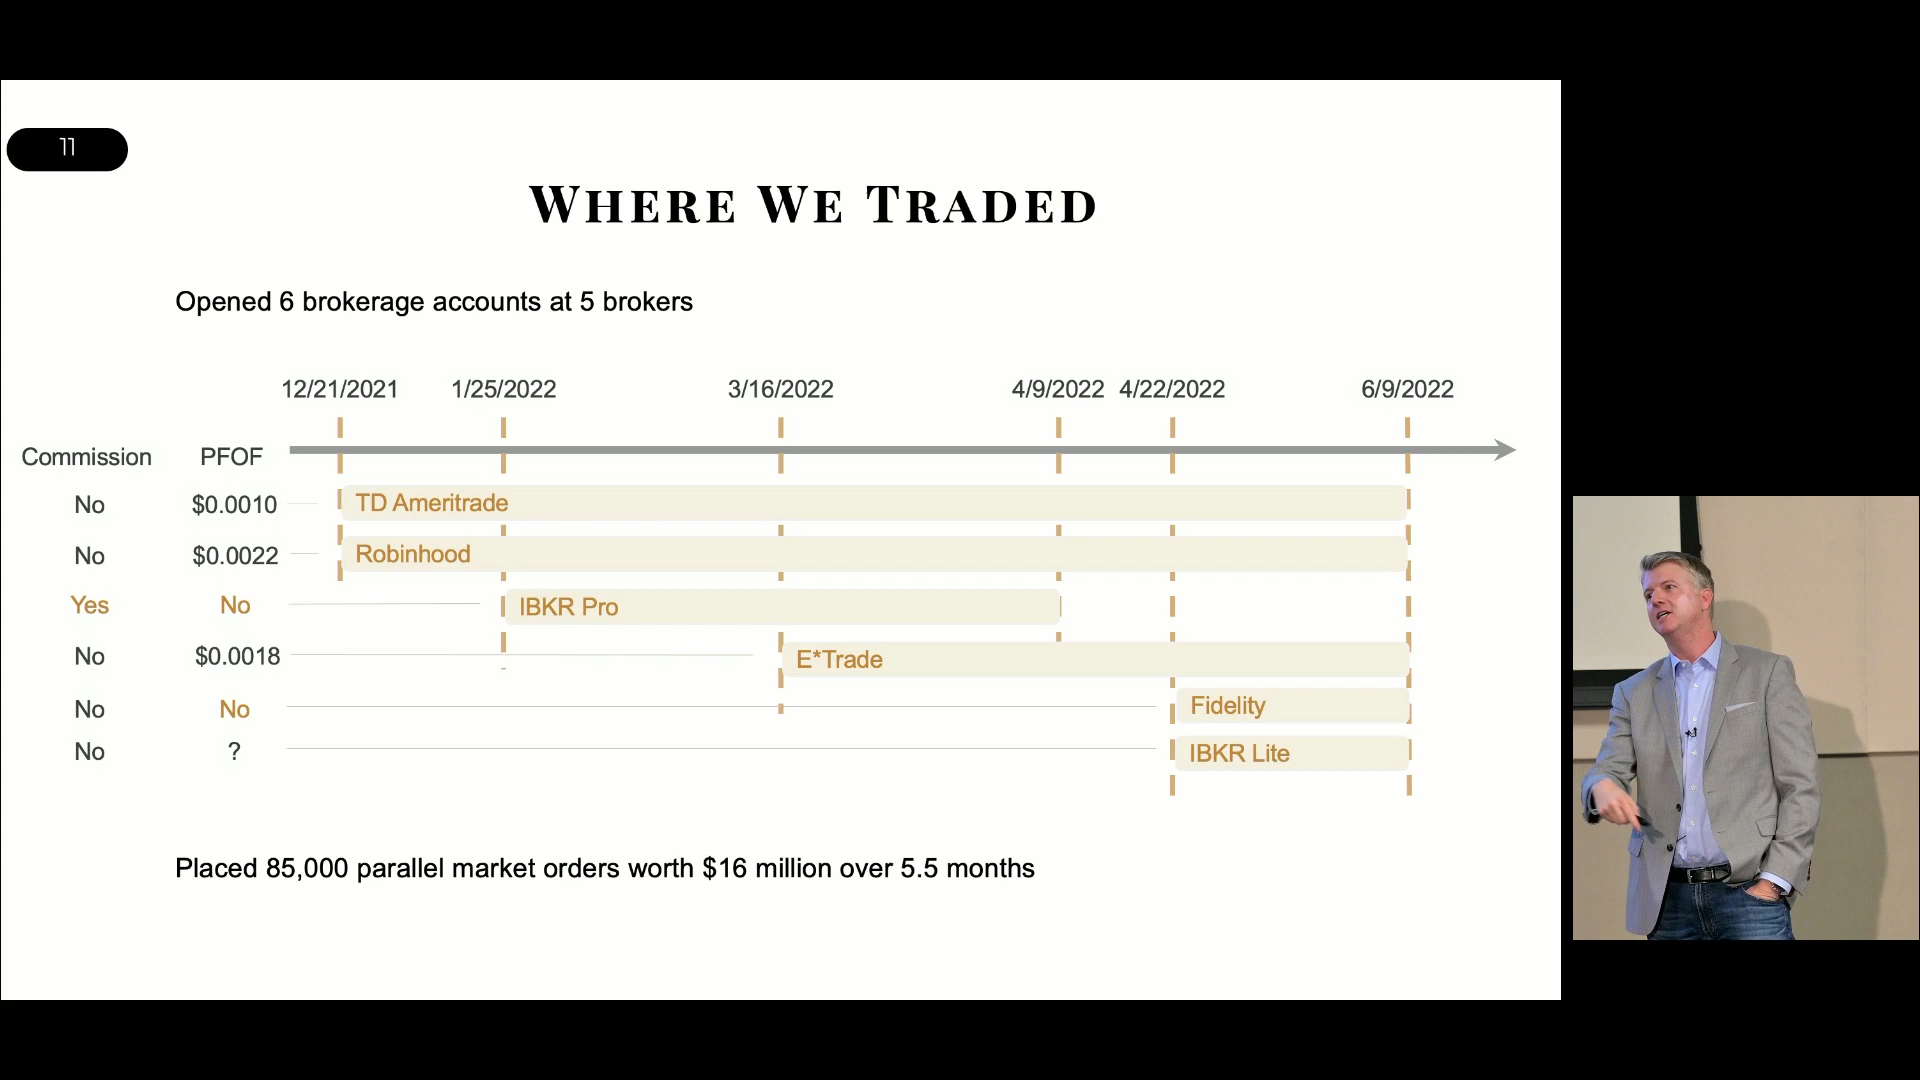 11
WHERE WE TRADED
Opened 6 brokerage accounts at 5 brokers
12/21/2021 1/25/2022 3/16/2022 4/9/2022 4/22/2022 6/9/2022
Commission PFOF
No $0.0010 TD Ameritrade
No $0.0022 Robinhood
Yes No IBKR Pro
No $0.0018 E*Trade
No No Fidelity
No ? IBKR Lite
Placed 85,000 parallel market orders worth $16 million over 5.5 months